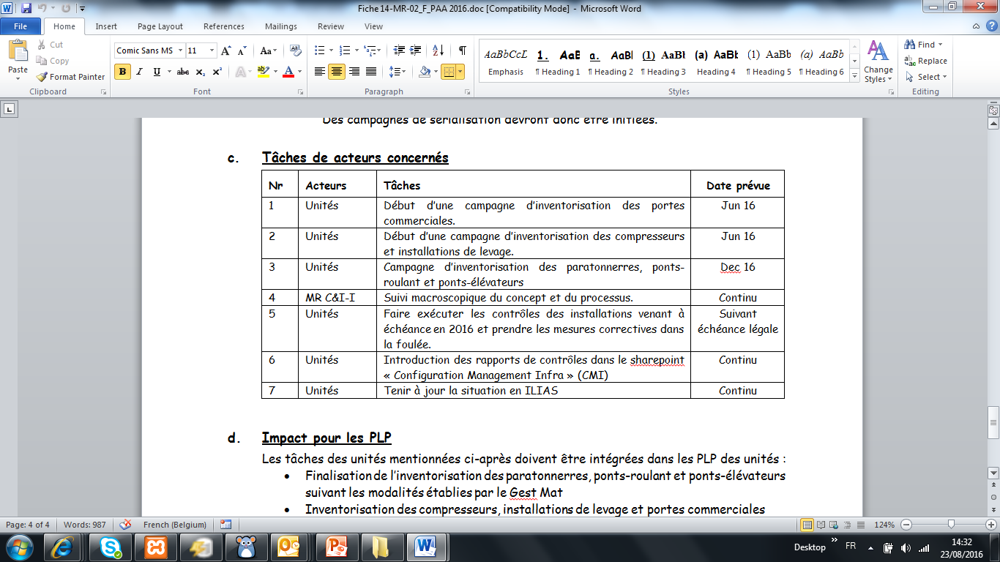 Fiche 14-MR-02_F_PAA 2016.doc [Compatibility Mode] - Microsoft Word
File Home Insert Page Layout References Mailings Review View
Paste
Cut
Copy
Format Painter
Clipboard
Comic Sans MS 11
Font
Paragraph
AaBbCcL 1. AaB a. AaBb (1) AaBb (a) AaBb (1) AaBb (a) AaBb
Emphasis ¶ Heading 1 ¶ Heading 2 ¶ Heading 3 Heading 4 ¶ Heading 5 ¶ Heading 6
Change Styles
Styles
Find
Replace
Select
Editing
Des campagnes de sérialisation devront donc être initiées.
c. Tâches de acteurs concernés
Nr Acteurs Tâches Date prévue
1 Unités Début d'une campagne d'inventorisation des portes Jun 16
commerciales.
2 Unités Début d'une campagne d'inventorisation des compresseurs Jun 16
et installations de levage.
3 Unités Campagne d'inventorisation des paratonnerres, ponts- Dec 16
roulant et ponts-élévateurs
4 MR C&I-I Suivi macroscopique du concept et du processus. Continu
5 Unités Faire exécuter les contrôles des installations venant à Suivant
échéance en 2016 et prendre les mesures correctives dans échéance légale
la foulée.
6 Unités Introduction des rapports de contrôles dans le sharepoint Continu
« Configuration Management Infra » (CMI)
7 Unités Tenir à jour la situation en ILIAS Continu
d. Impact pour les PLP
Les tâches des unités mentionnées ci-après doivent être intégrées dans les PLP des unités :
• Finalisation de l'inventorisation des paratonnerres, ponts-roulant et ponts-élévateurs
suivant les modalités établies par le Gest Mat
• Inventorisation des compresseurs, installations de levage et portes commerciales
Page: 4 of 4 Words: 987 French (Belgium) 124%
Desktop FR 14:32
23/08/2016